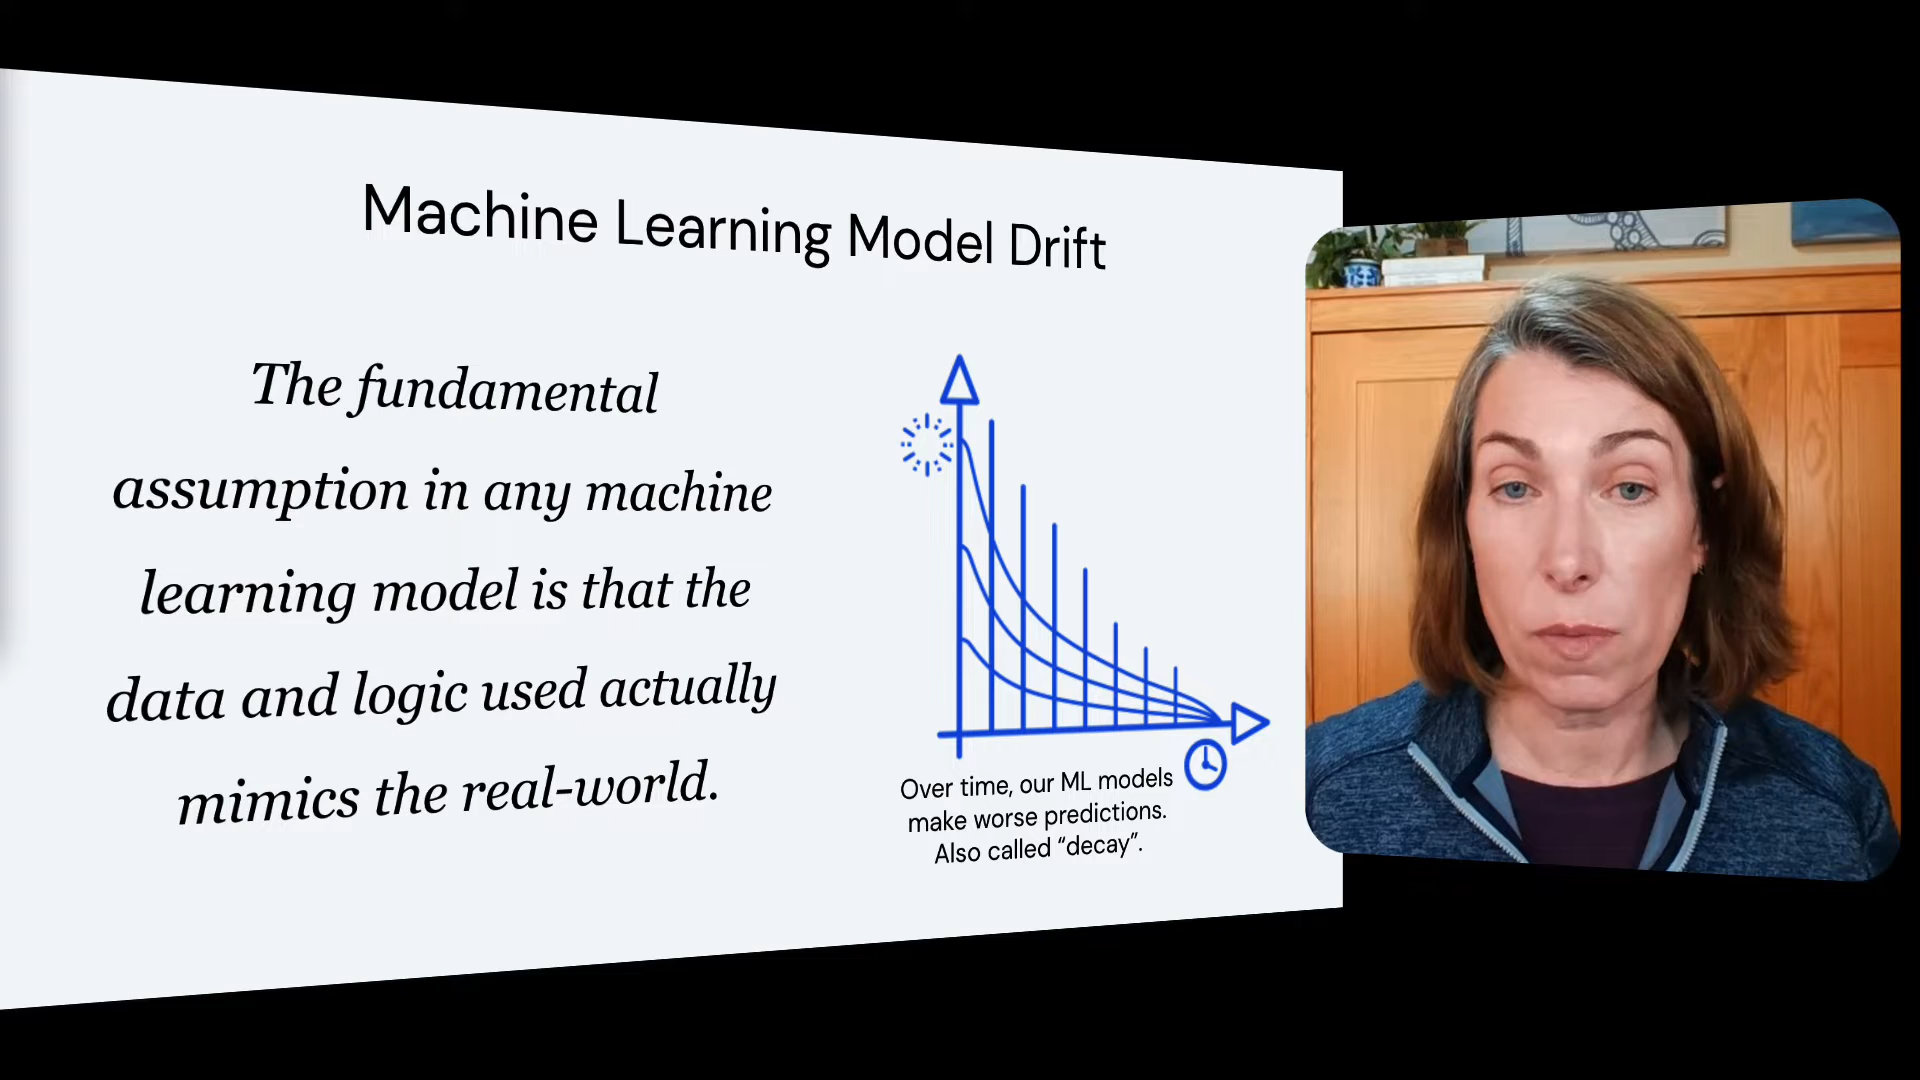 Machine Learning Model Drift
The fundamental
assumption in any machine
learning model is that the
data and logic used actually
mimics the real-world.
Over time, our ML models
make worse predictions.
Also called “decay”.